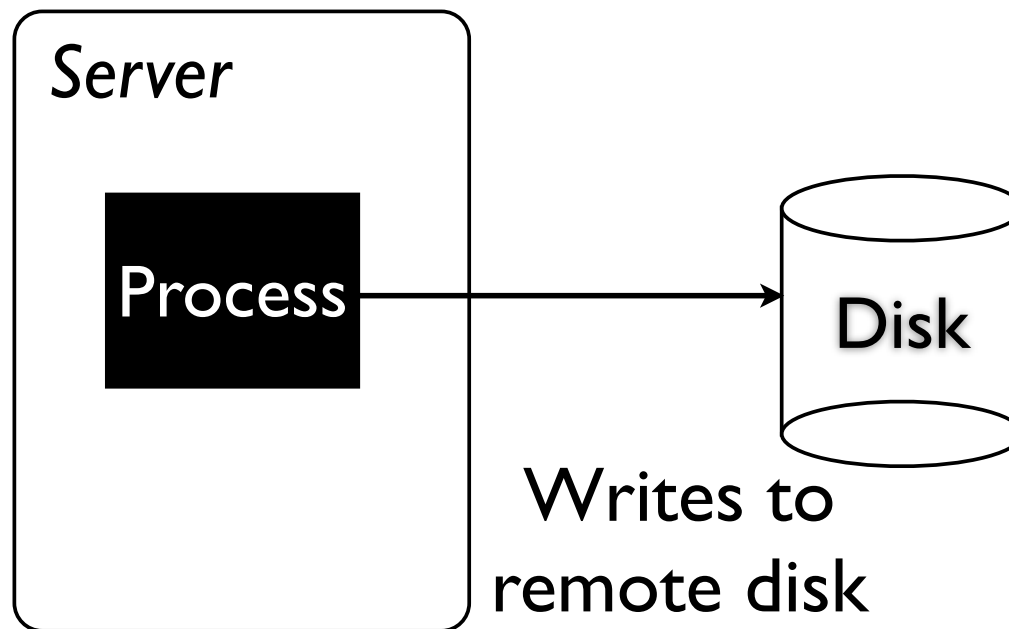 Server
Process
Disk
Writes to
remote disk